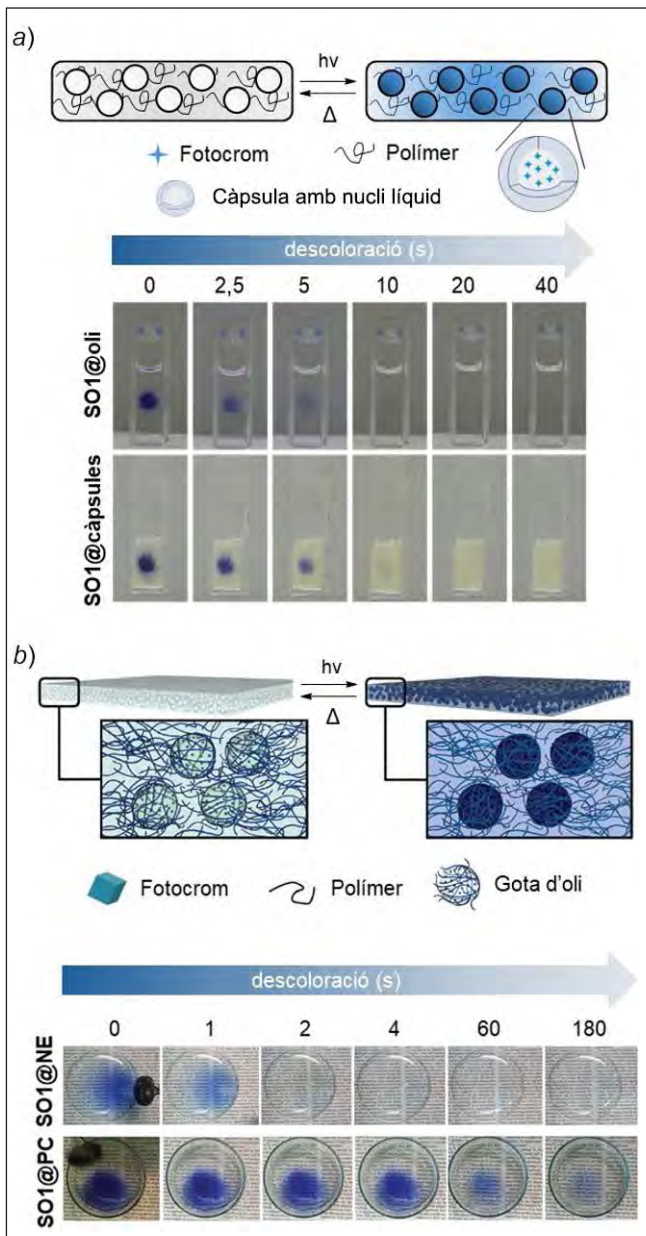 a)
hν
Δ
Fotocrom
Polímer
Càpsula amb nucli líquid
descoloració (s)
0 2,5 5 10 20 40
SO1@oli
SO1@càpsules
b)
hν
Δ
Fotocrom
Polímer
Gota d'oli
descoloració (s)
0 1 2 4 60 180
SO1@NE
SO1@PC